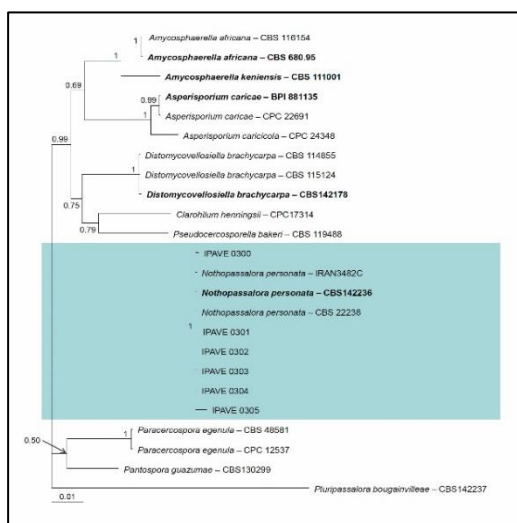 1
Amycosphaerella africana – CBS 116154
Amycosphaerella africana – CBS 680.95
1
Amycosphaerella keniensis – CBS 111001
0.69
0.89
Asperisporium caricae – BPI 881135
Asperisporium caricae – CPC 22691
1
Asperisporium caricicola – CPC 24348
0.99
Distomycovellosiella brachycarpa – CBS 114855
1
Distomycovellosiella brachycarpa – CBS 115124
Distomycovellosiella brachycarpa – CBS142178
0.75
Clarohilum henningsii – CPC17314
0.79
Pseudocercosporella bakeri – CBS 119488
IPAVE 0300
Nothopassalora personata – IRAN3482C
Nothopassalora personata – CBS142236
Nothopassalora personata – CBS 22238
1
IPAVE 0301
IPAVE 0302
IPAVE 0303
IPAVE 0304
IPAVE 0305
0.50
Paracercospora egenula – CBS 48581
1
Paracercospora egenula – CPC 12537
Pantospora guazumae – CBS130299
Pluripassalora bougainvilleae – CBS142237
0.01